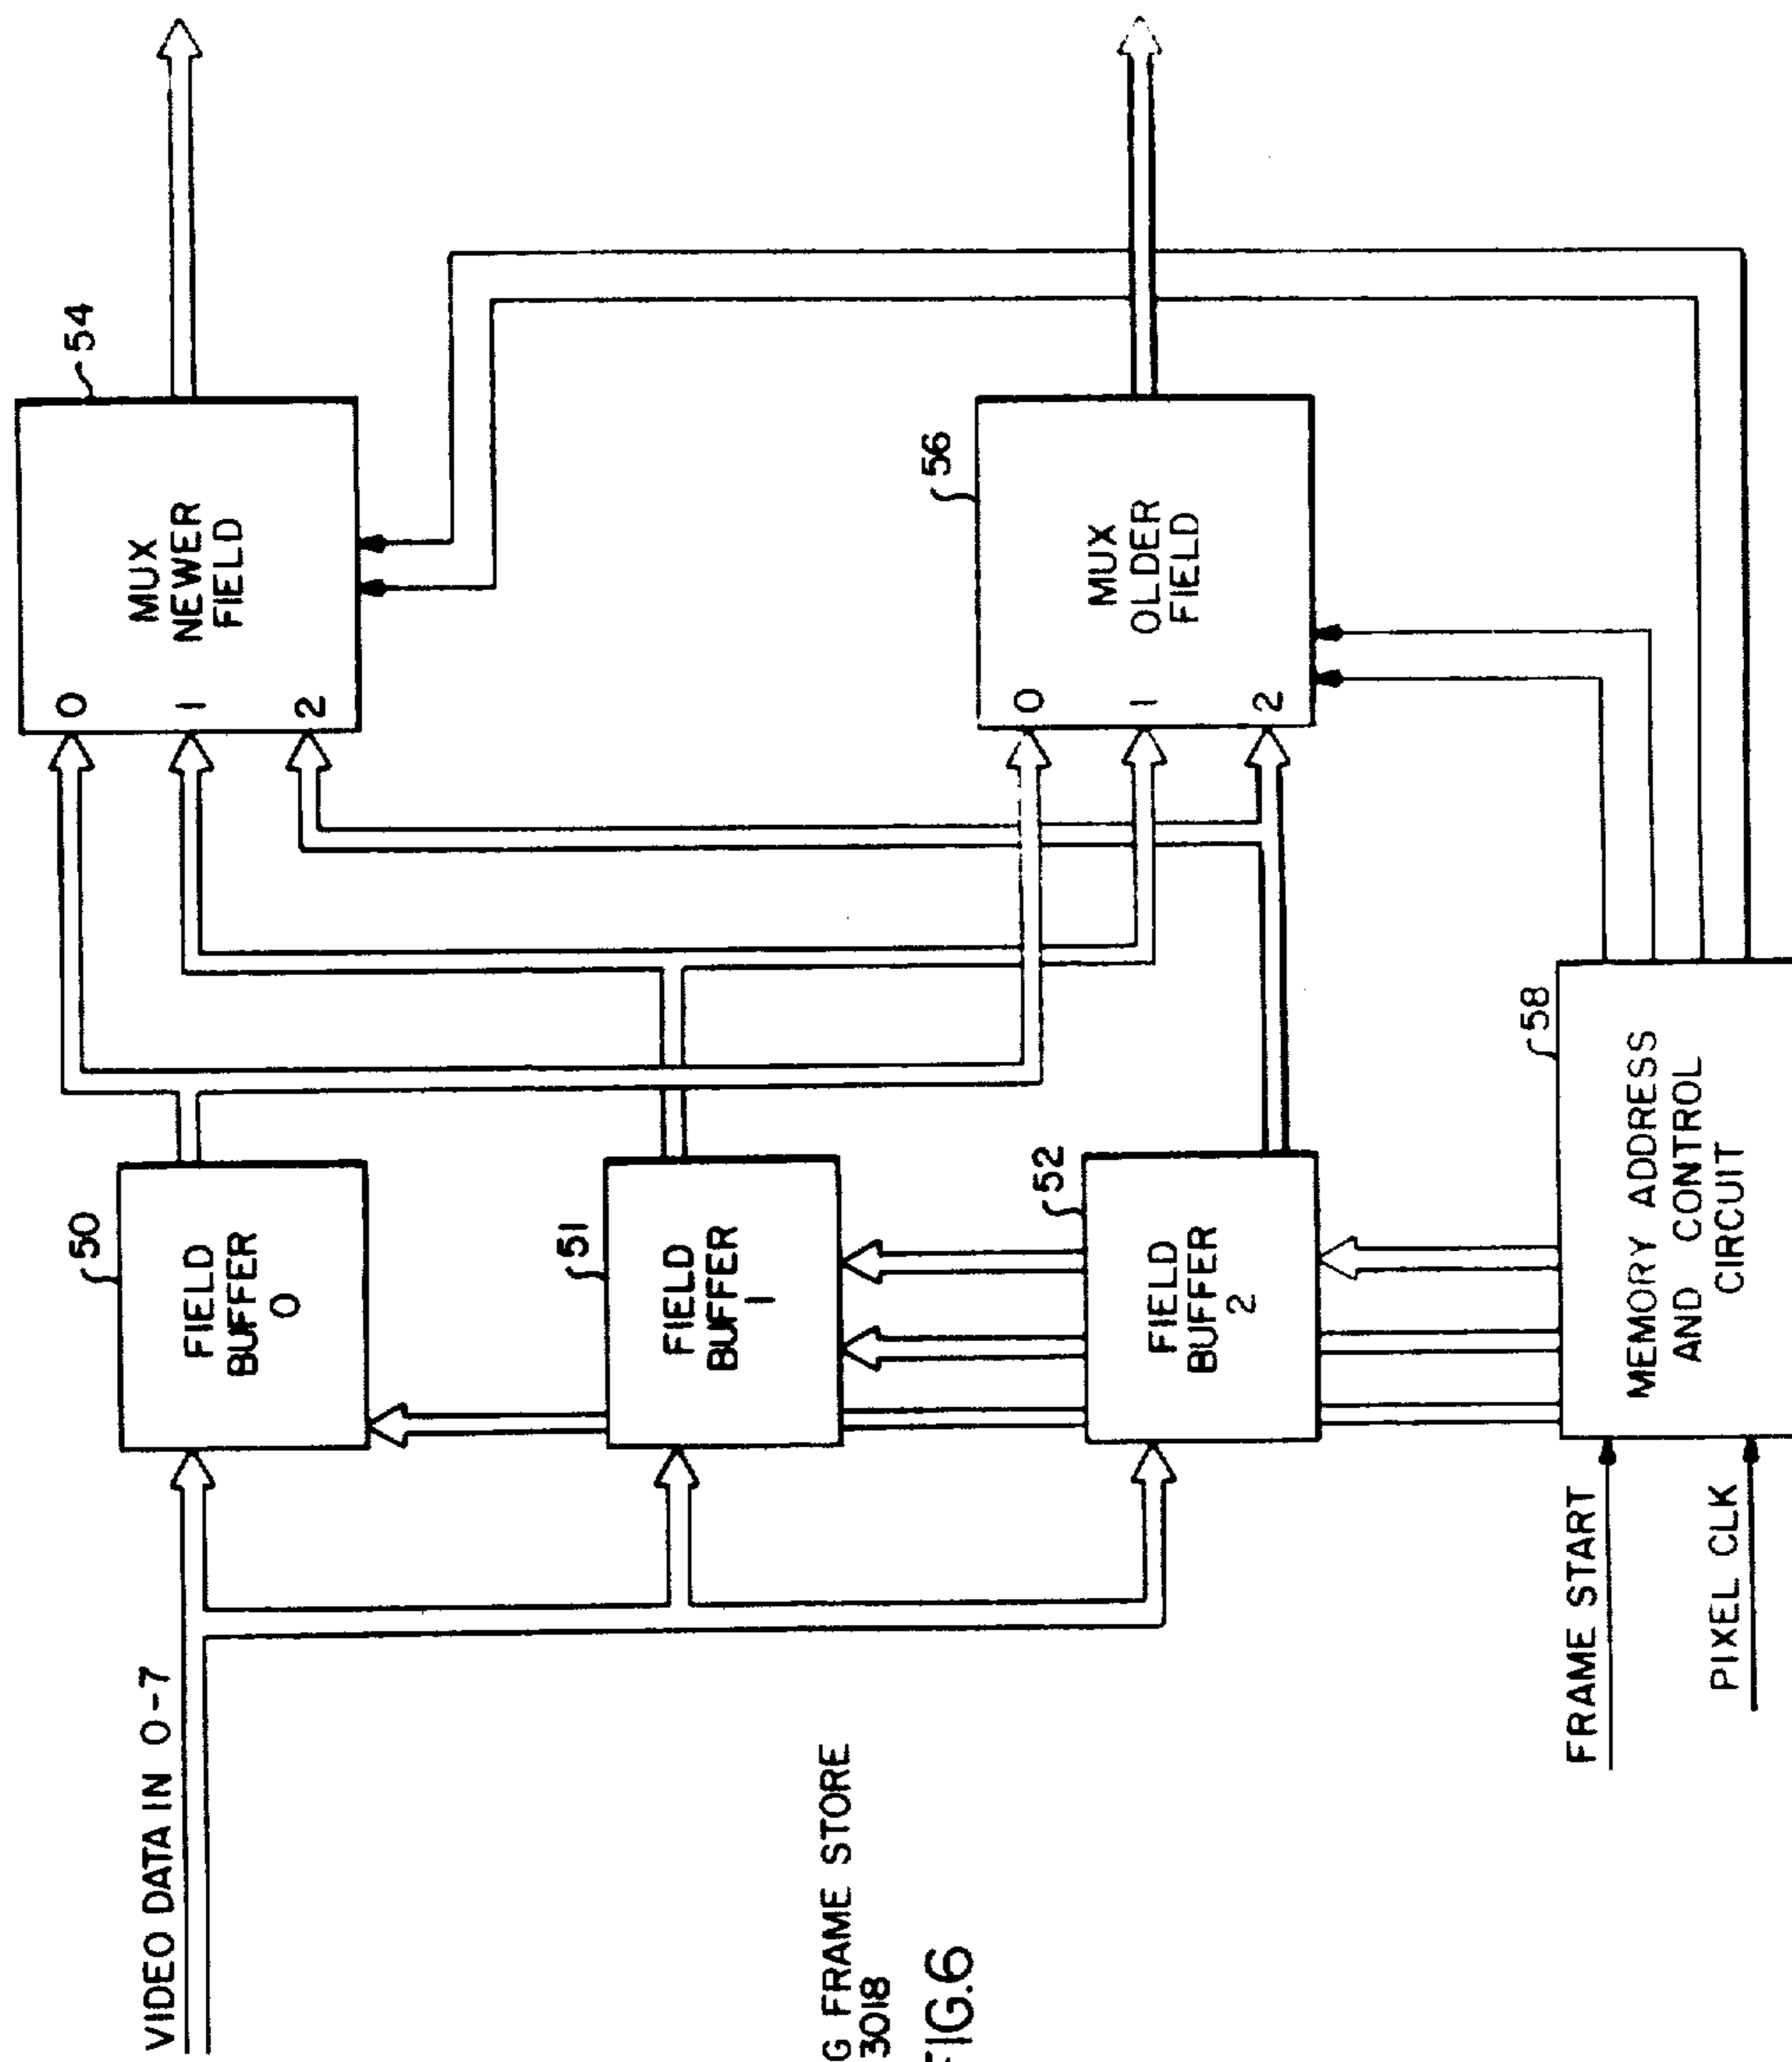 VIDEO DATA IN 0-7
50
FIELD
BUFFER
0
51
FIELD
BUFFER
1
52
FIELD
BUFFER
2
54
MUX
NEWER
FIELD
0
1
2
56
MUX
OLDER
FIELD
0
1
2
58
MEMORY ADDRESS
AND CONTROL
CIRCUIT
FRAME START
PIXEL CLK
G FRAME STORE
3018
FIG.6